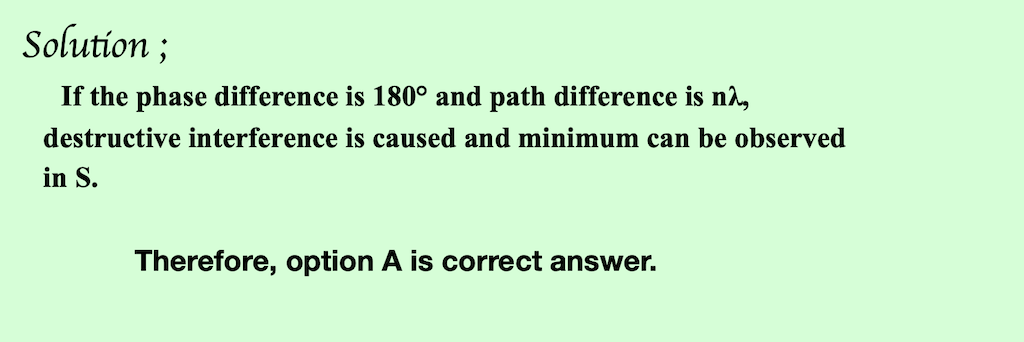 Solution ;
If the phase difference is 180° and path difference is nλ,
destructive interference is caused and minimum can be observed
in S.
Therefore, option A is correct answer.